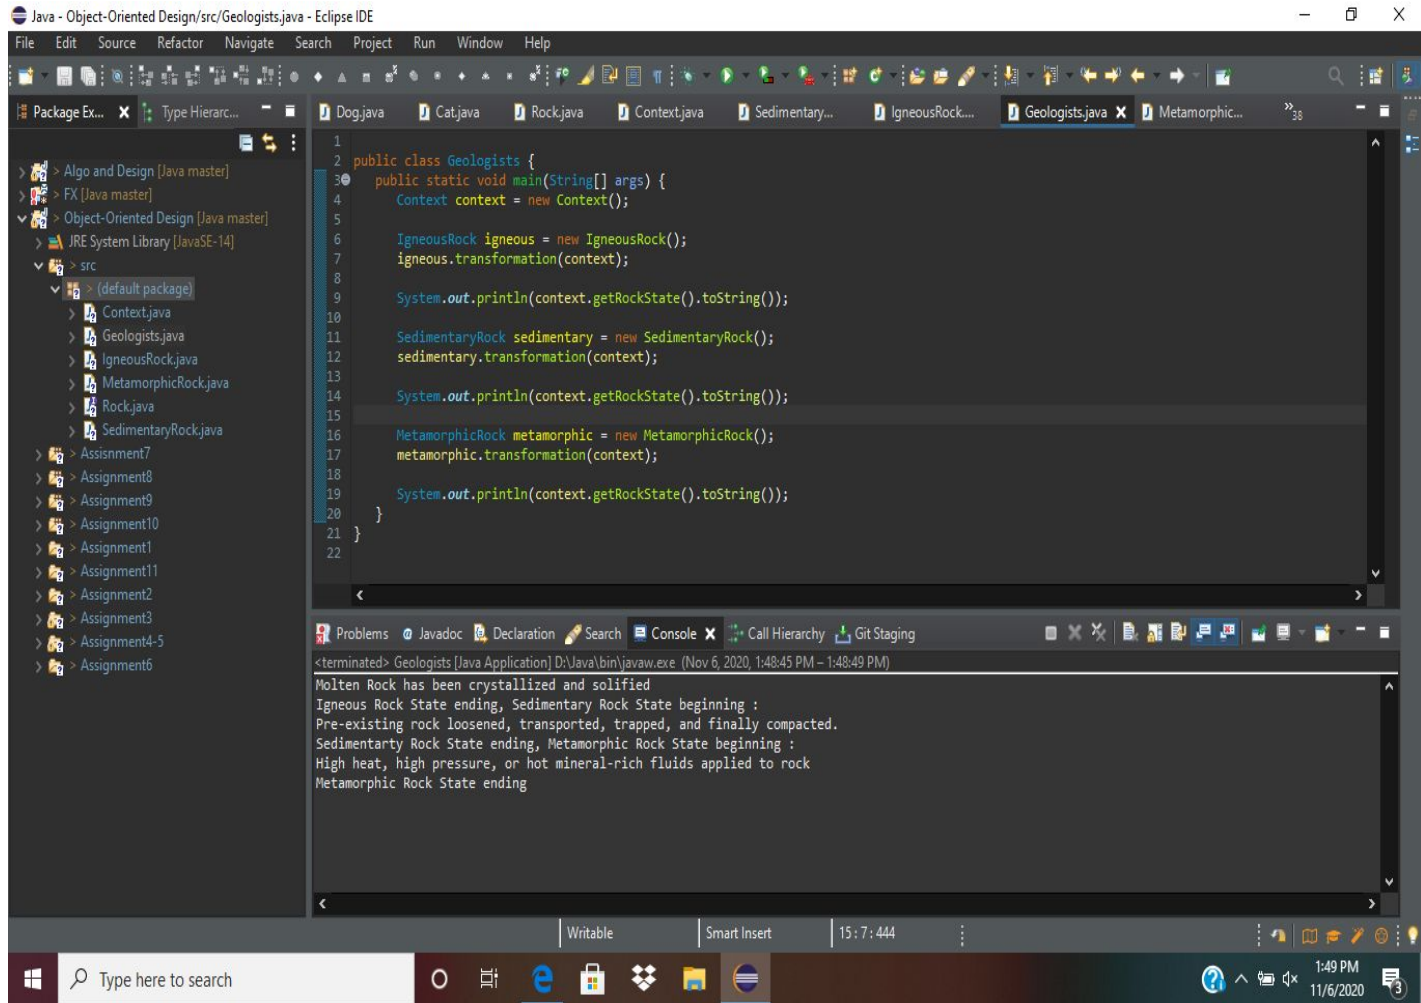 Java - Object-Oriented Design/src/Geologists.java - Eclipse IDE
File Edit Source Refactor Navigate Search Project Run Window Help
Package Ex... Type Hierarc...
Dog.java Cat.java Rock.java Context.java Sedimentary... IgneousRock.... Geologists.java Metamorphic... »38
> Algo and Design [Java master]
> FX [Java master]
> Object-Oriented Design [Java master]
JRE System Library [JavaSE-14]
> src
> (default package)
Context.java
Geologists.java
IgneousRock.java
MetamorphicRock.java
Rock.java
SedimentaryRock.java
> Assisnment7
> Assignment8
> Assignment9
> Assignment10
> Assignment1
> Assignment11
> Assignment2
> Assignment3
> Assignment4-5
> Assignment6
1
2 public class Geologists {
3 public static void main(String[] args) {
4 Context context = new Context();
5
6 IgneousRock igneous = new IgneousRock();
7 igneous.transformation(context);
8
9 System.out.println(context.getRockState().toString());
10
11 SedimentaryRock sedimentary = new SedimentaryRock();
12 sedimentary.transformation(context);
13
14 System.out.println(context.getRockState().toString());
15
16 MetamorphicRock metamorphic = new MetamorphicRock();
17 metamorphic.transformation(context);
18
19 System.out.println(context.getRockState().toString());
20 }
21 }
22
Problems @ Javadoc Declaration Search Console Call Hierarchy Git Staging
<terminated> Geologists [Java Application] D:\Java\bin\javaw.exe (Nov 6, 2020, 1:48:45 PM – 1:48:49 PM)
Molten Rock has been crystallized and solified
Igneous Rock State ending, Sedimentary Rock State beginning :
Pre-existing rock loosened, transported, trapped, and finally compacted.
Sedimentarty Rock State ending, Metamorphic Rock State beginning :
High heat, high pressure, or hot mineral-rich fluids applied to rock
Metamorphic Rock State ending
Writable Smart Insert 15 : 7 : 444
Type here to search
1:49 PM
11/6/2020
3